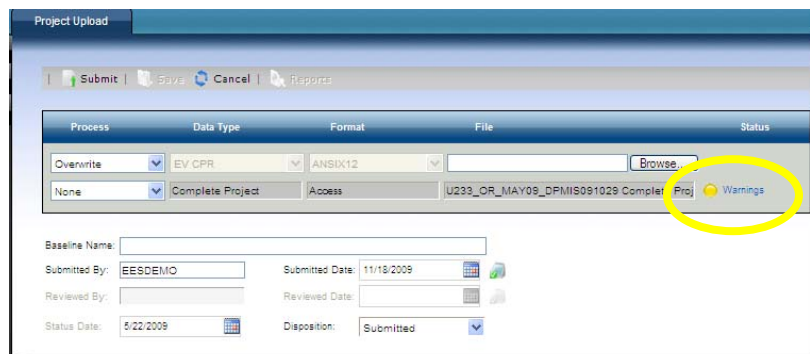 Project Upload
| Submit | Save Cancel | Reports
Process Data Type Format File Status
Overwrite EV CPR ANSIX12 Browse...
None Complete Project Access U233_OR_MAY09_DPMIS091029 Complete Proj Warnings
Baseline Name:
Submitted By: EESDEMO Submitted Date: 11/18/2009
Reviewed By: Reviewed Date:
Status Date: 5/22/2009 Disposition: Submitted